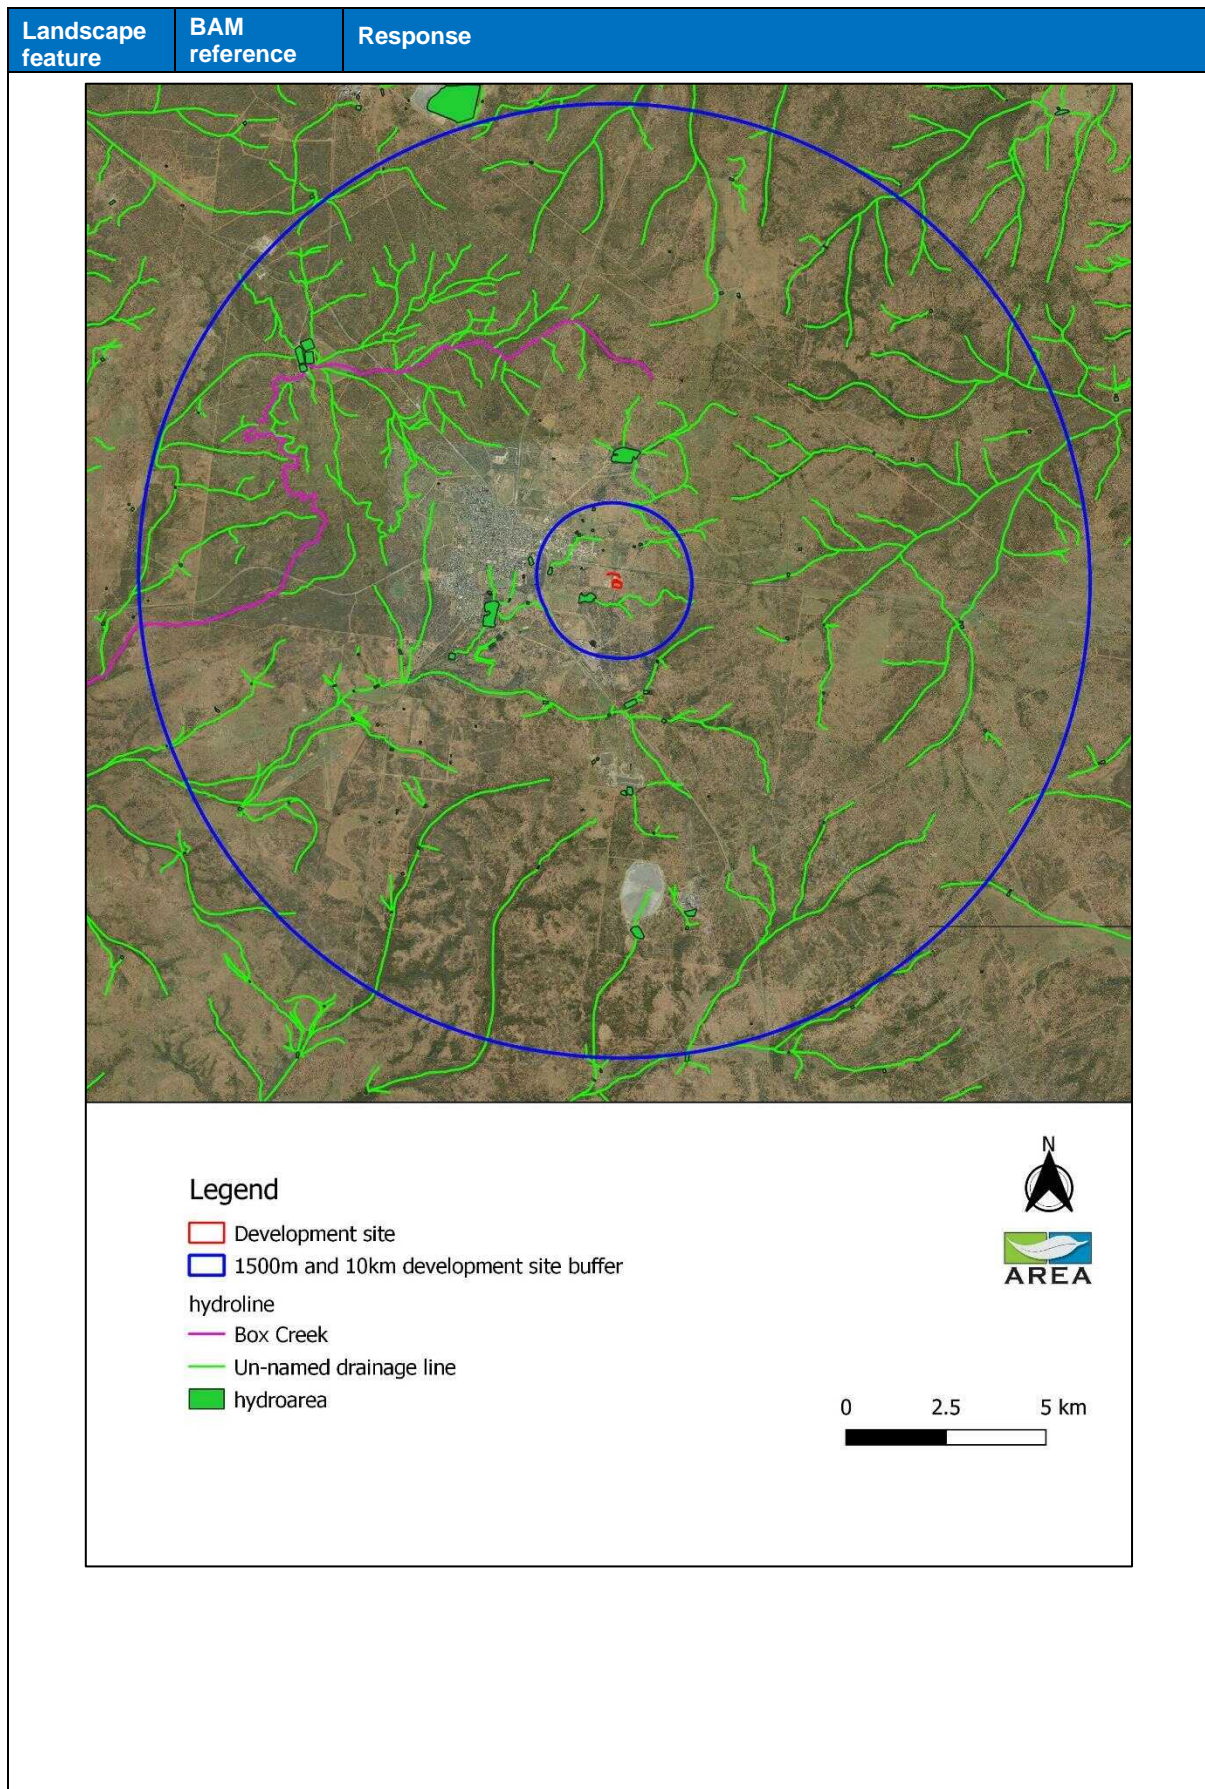 Landscape feature
BAM reference
Response
Legend
Development site
1500m and 10km development site buffer
hydroline
Box Creek
Un-named drainage line
hydroarea
N
AREA
0 2.5 5 km